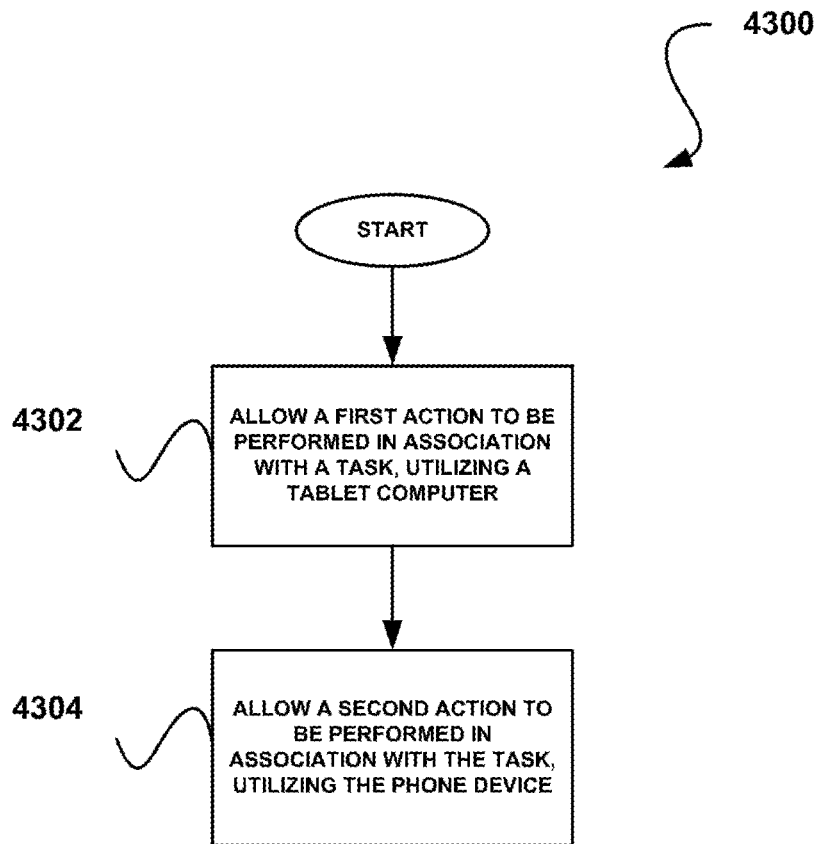 4300
START
4302
ALLOW A FIRST ACTION TO BE
PERFORMED IN ASSOCIATION
WITH A TASK, UTILIZING A
TABLET COMPUTER
4304
ALLOW A SECOND ACTION TO
BE PERFORMED IN
ASSOCIATION WITH THE TASK,
UTILIZING THE PHONE DEVICE